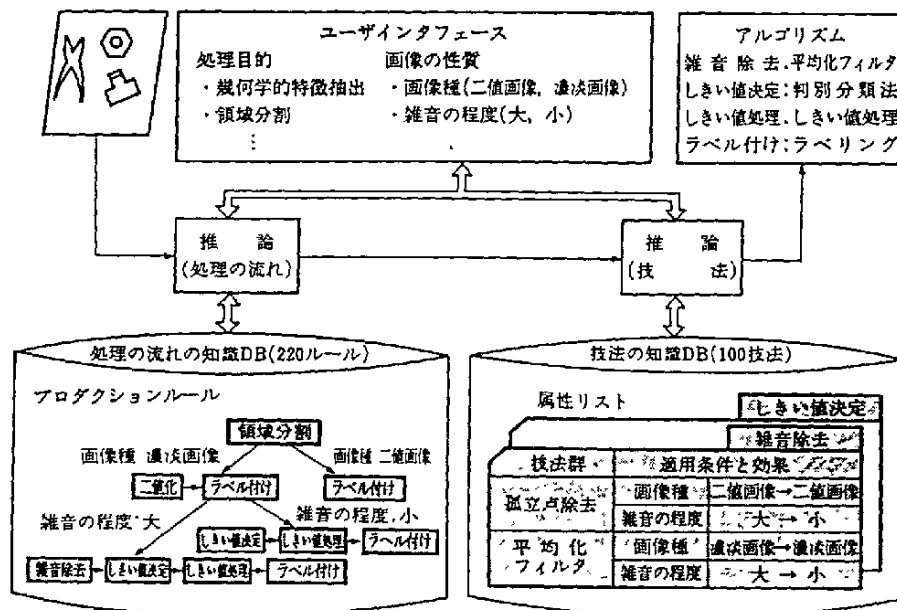 ユーザインタフェース
処理目的
・幾何学的特徴抽出
・領域分割
⋮
画像の性質
・画像種(二値画像, 濃淡画像)
・雑音の程度(大, 小)
アルゴリズム
雑音除去.平均化フィルタ
しきい値決定:判別分類法
しきい値処理.しきい値処理
ラベル付け:ラベリング
推論
(処理の流れ)
推論
(技法)
処理の流れの知識DB(220ルール)
プロダクションルール
領域分割
画像種 濃淡画像
画像種 二値画像
二値化
ラベル付け
ラベル付け
雑音の程度 大
雑音の程度, 小
しきい値決定
しきい値処理
ラベル付け
雑音除去
しきい値決定
しきい値処理
ラベル付け
技法の知識DB(100技法)
属性リスト
しきい値決定
雑音除去
技法群
適用条件と効果
孤立点除去
画像種
二値画像→二値画像
雑音の程度
大 → 小
平均化
フィルタ
画像種
濃淡画像→濃淡画像
雑音の程度
大 → 小